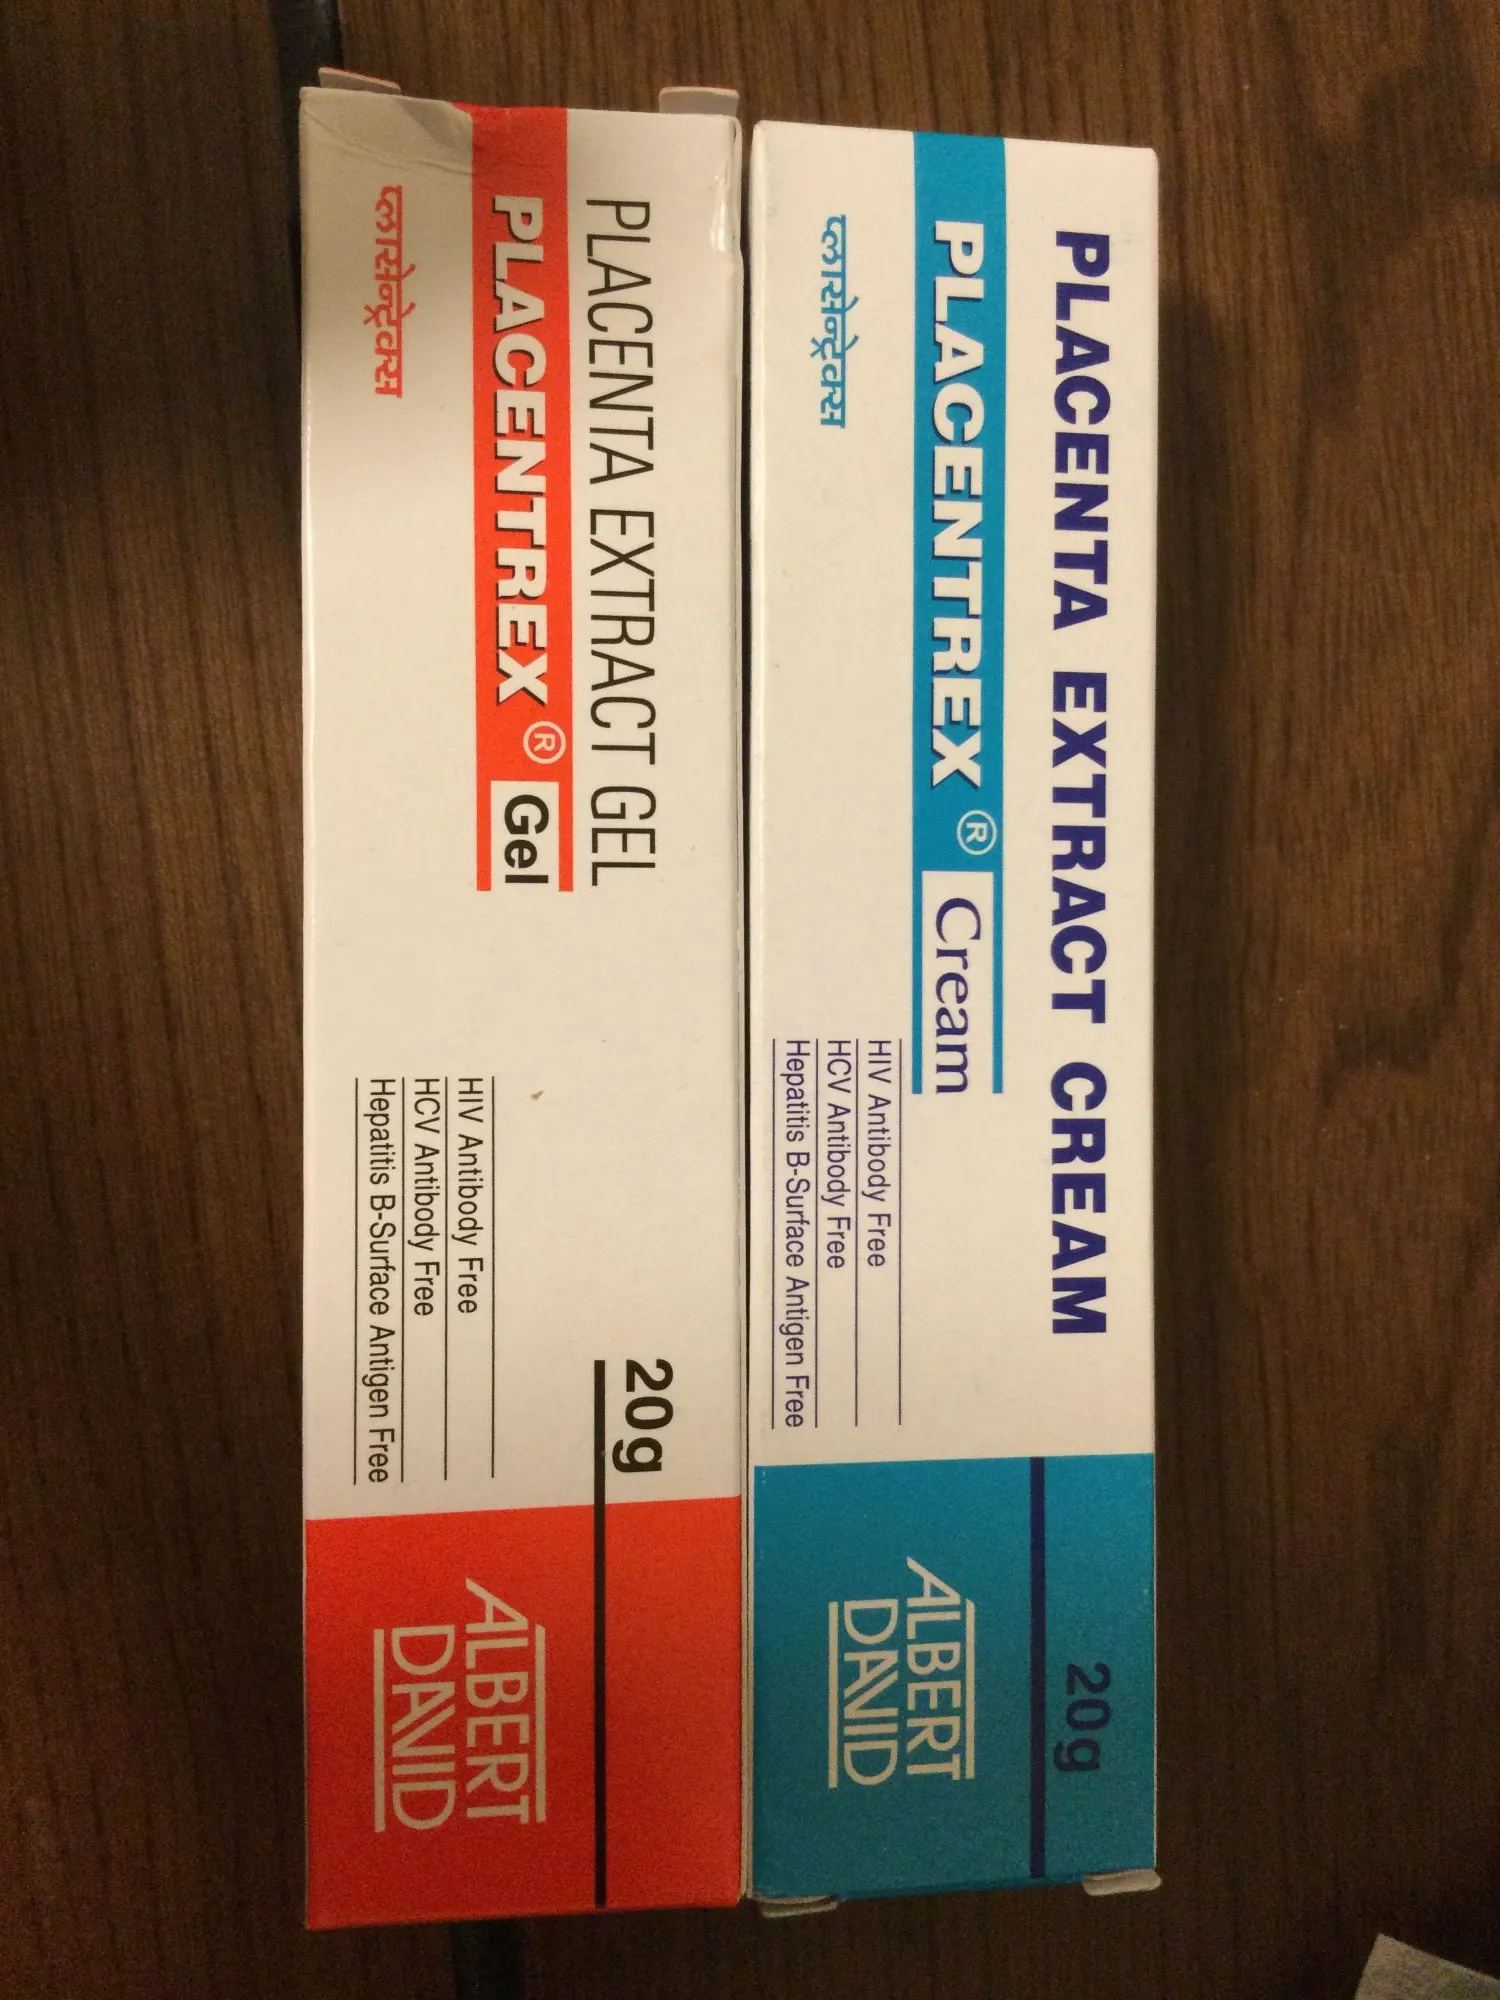 PLACENTA EXTRACT CREAM
PLACENTREX® Cream
प्लासेन्ट्रेक्स
HIV Antibody Free
HCV Antibody Free
Hepatitis B-Surface Antigen Free
20g
ALBERT
DAVID
PLACENTA EXTRACT GEL
PLACENTREX® Gel
प्लासेन्ट्रेक्स
20g
HIV Antibody Free
HCV Antibody Free
Hepatitis B-Surface Antigen Free
ALBERT
DAVID